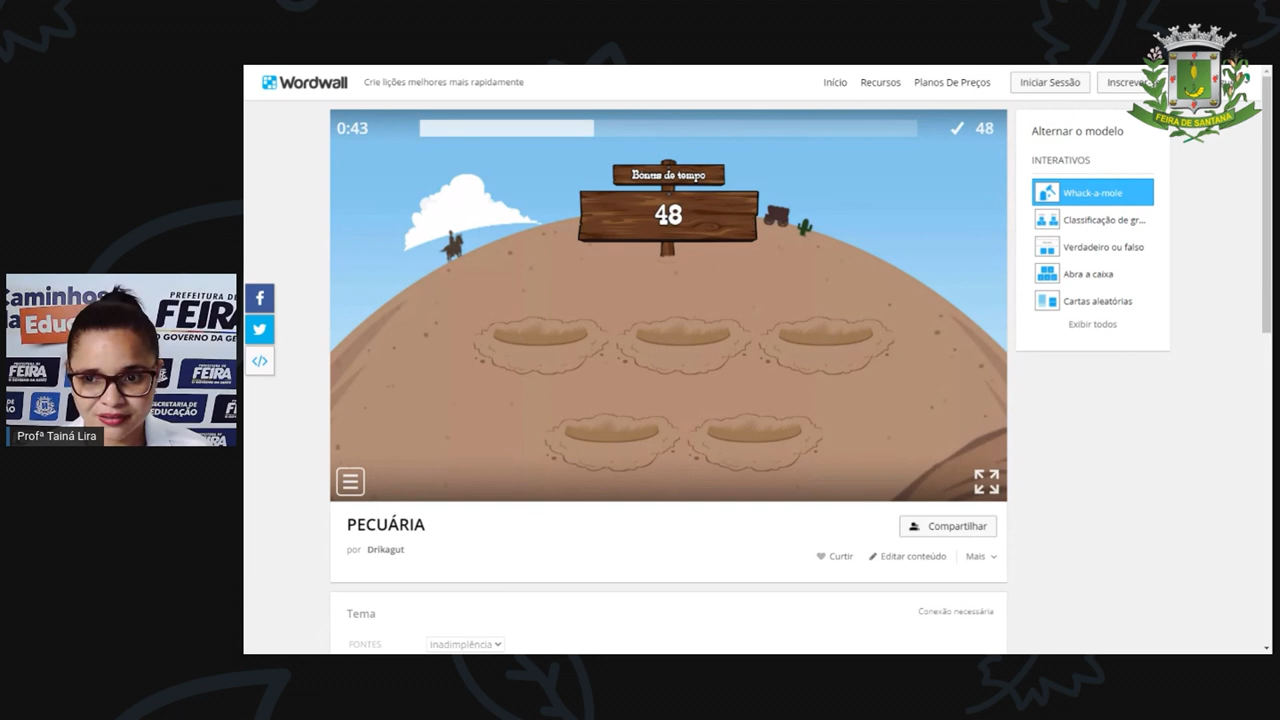 Wordwall
Crie lições melhores mais rapidamente
Início
Recursos
Planos De Preços
Iniciar Sessão
FEIRA DE SANTANA
0:43
48
Bonus de tempo
48
Alternar o modelo
INTERATIVOS
Whack-a-mole
Classificação de gr...
Verdadeiro ou falso
Abra a caixa
Cartas aleatórias
Exibir todos
Caminhos
Educ
PREFEITURA DE
FEIRA
O GOVERNO DA GE
FEIRA
FEIRA
SECRETARIA DE
EDUCAÇÃO
Profª Tainá Lira
PECUÁRIA
por Drikagut
Compartilhar
Curtir
Editar conteúdo
Mais
Tema
Conexão necessária
FONTES
Inadimplência